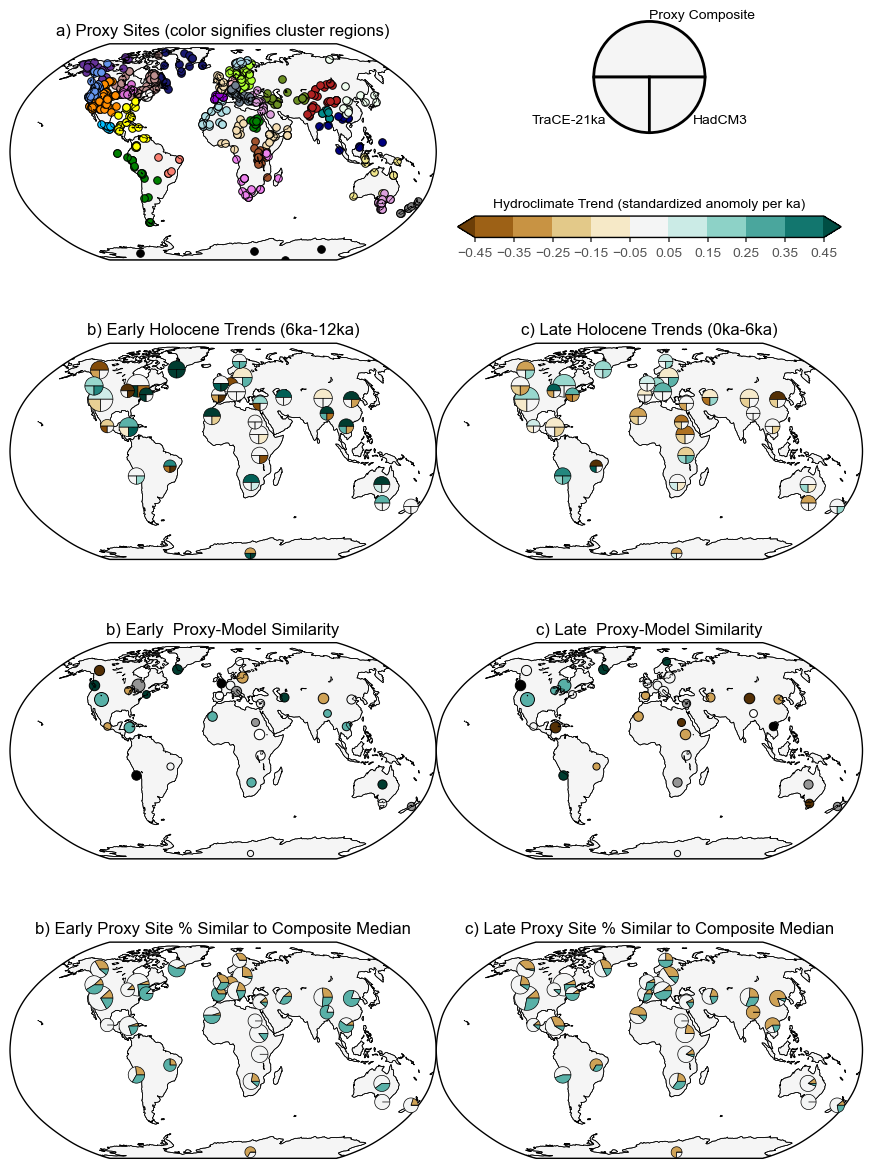 a) Proxy Sites (color signifies cluster regions)
Proxy Composite
TraCE-21ka
HadCM3
Hydroclimate Trend (standardized anomoly per ka)
−0.45 −0.35 −0.25 −0.15 −0.05 0.05 0.15 0.25 0.35 0.45
b) Early Holocene Trends (6ka-12ka)
c) Late Holocene Trends (0ka-6ka)
b) Early  Proxy-Model Similarity
c) Late  Proxy-Model Similarity
b) Early Proxy Site % Similar to Composite Median
c) Late Proxy Site % Similar to Composite Median